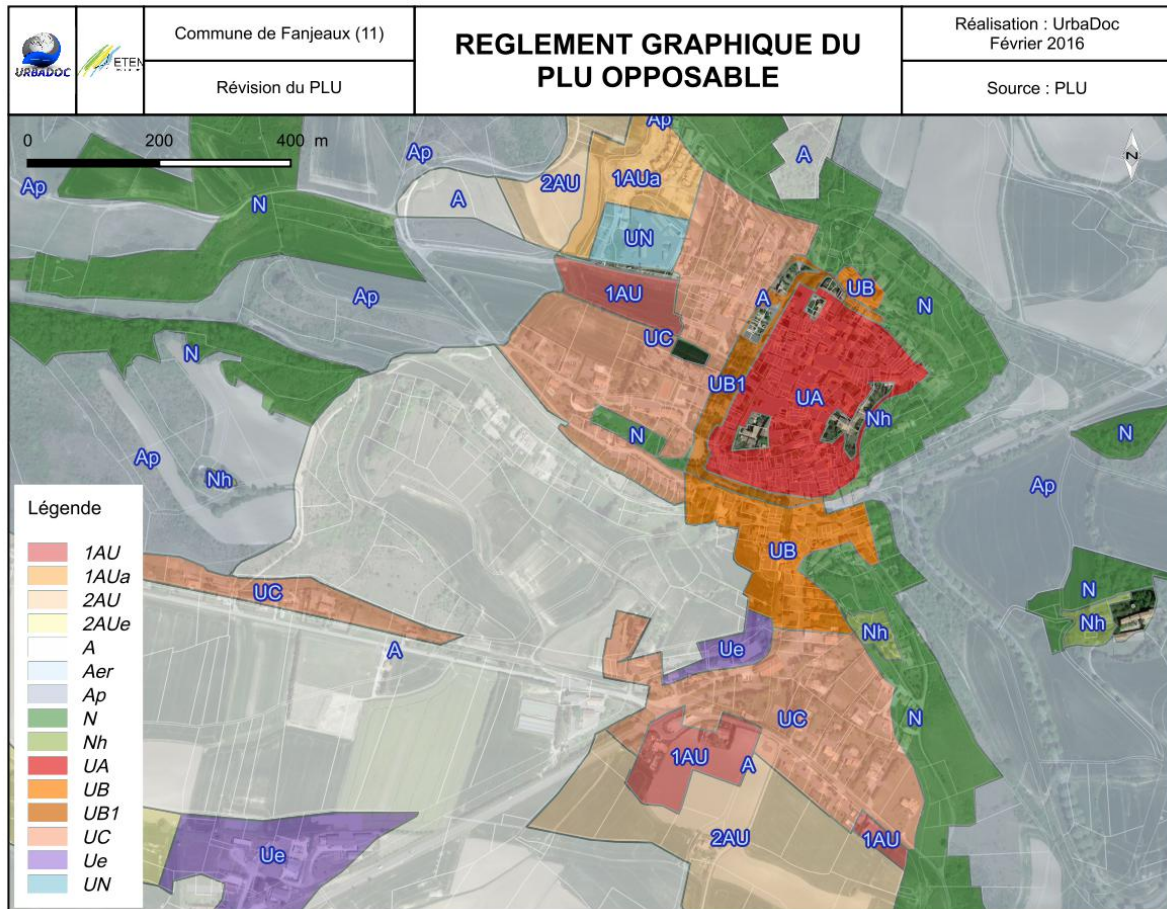 URBADOC
ETEN
Commune de Fanjeaux (11)
Révision du PLU
REGLEMENT GRAPHIQUE DU
PLU OPPOSABLE
Réalisation : UrbaDoc
Février 2016
Source : PLU
0 200 400 m
Z
Ap
Ap
Ap
A
N
A
2AU
1AUa
UN
1AU
Ap
N
UC
A
UB
N
UB1
UA
Nh
N
N
Ap
Nh
Ap
N
UB
UC
A
Nh
N
Nh
Ue
UC
N
1AU
A
2AU
1AU
Ue
Légende
1AU
1AUa
2AU
2AUe
A
Aer
Ap
N
Nh
UA
UB
UB1
UC
Ue
UN